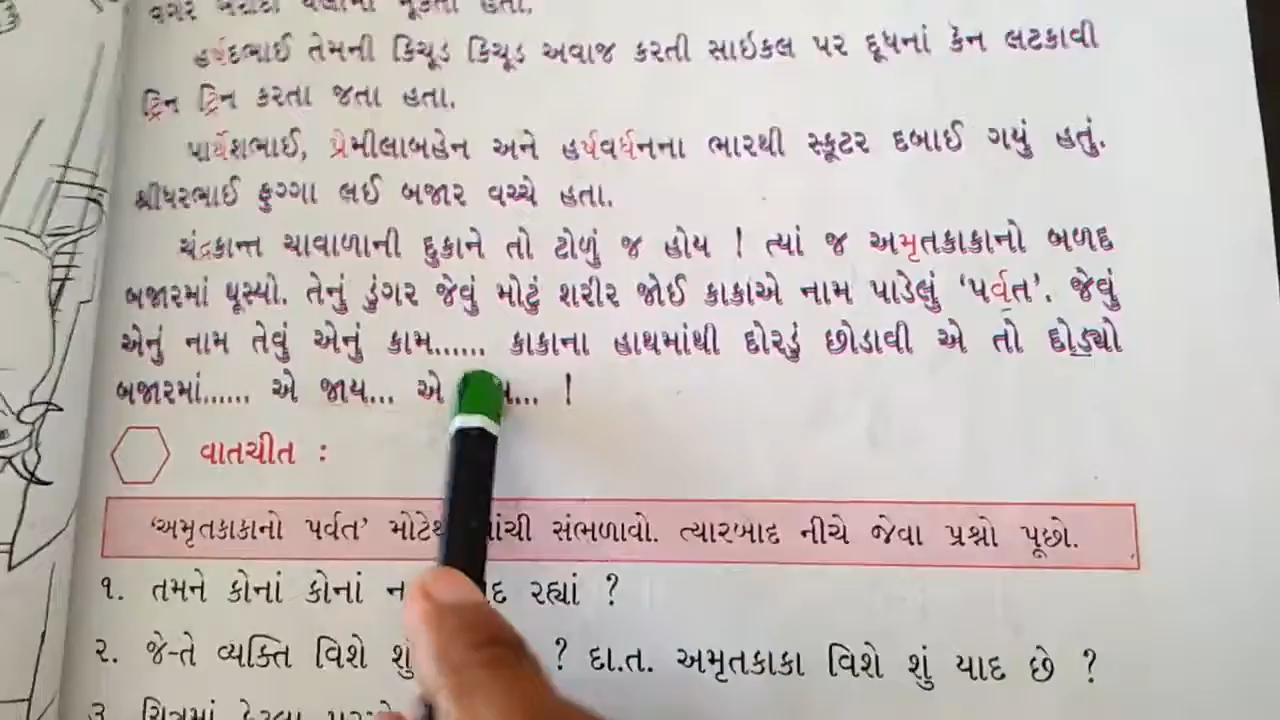 હર્ષદભાઈ તેમની કિચૂડ કિચૂડ અવાજ કરતી સાઇકલ પર દૂધનાં કેન લટકાવી
ટ્રિન ટ્રિન કરતા જતા હતા.
પાર્થેશભાઈ, પ્રેમીલાબહેન અને હર્ષવર્ધનના ભારથી સ્કૂટર દબાઈ ગયું હતું.
શ્રીધરભાઈ ફુગ્ગા લઈ બજાર વચ્ચે હતા.
ચંદ્રકાન્ત ચાવાળાની દુકાને તો ટોળું જ હોય ! ત્યાં જ અમૃતકાકાનો બળદ
બજારમાં ઘૂસ્યો. તેનું ડુંગર જેવું મોટું શરીર જોઈ કાકાએ નામ પાડેલું ‘પર્વત’. જેવું
એનું નામ તેવું એનું કામ...... કાકાના હાથમાંથી દોરડું છોડાવી એ તો દોડ્યો
બજારમાં...... એ જાય... એ ... !
વાતચીત :
‘અમૃતકાકાનો પર્વત’ સંભળાવો. ત્યારબાદ નીચે જેવા પ્રશ્નો પૂછો.
૧. તમને કોનાં કોનાં રહ્યાં ?
૨. જે-તે વ્યક્તિ વિશે શું ? દા.ત. અમૃતકાકા વિશે શું યાદ છે ?